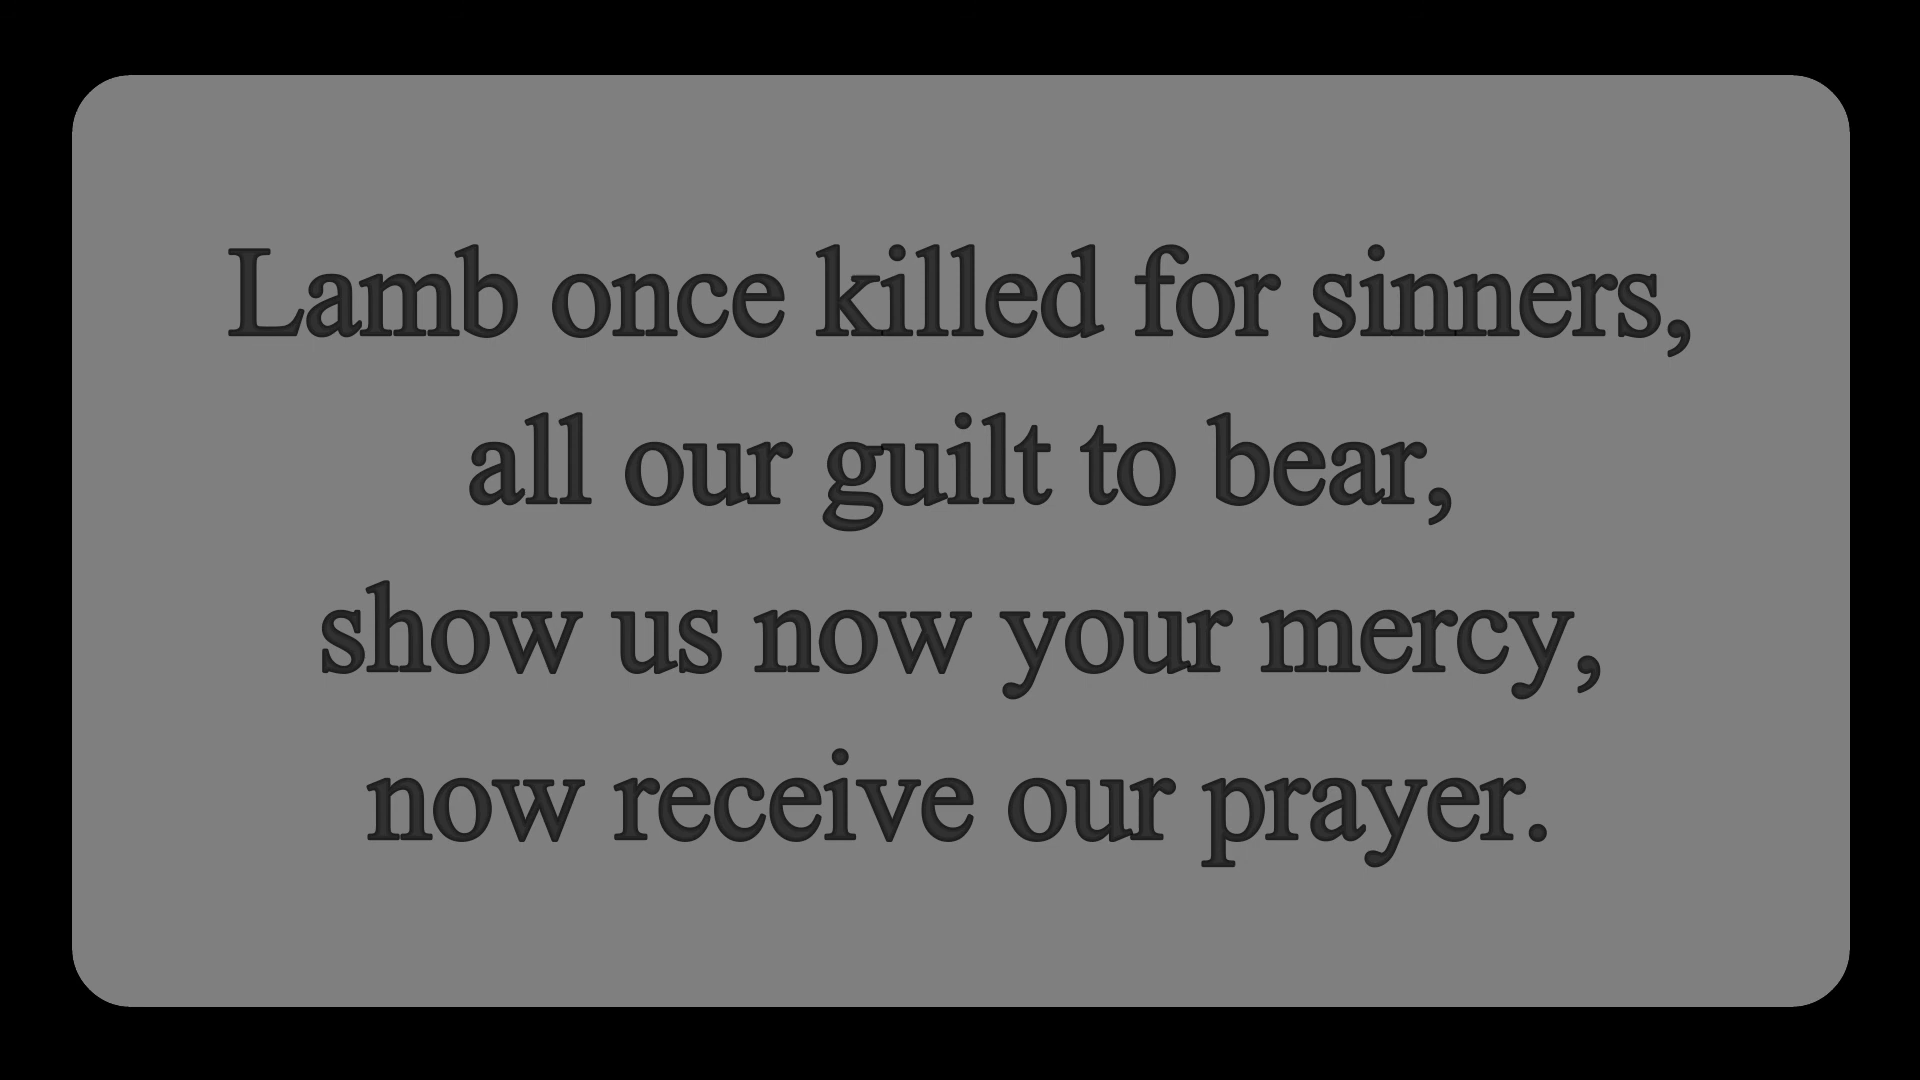 Lamb once killed for sinners,
all our guilt to bear,
show us now your mercy,
now receive our prayer.